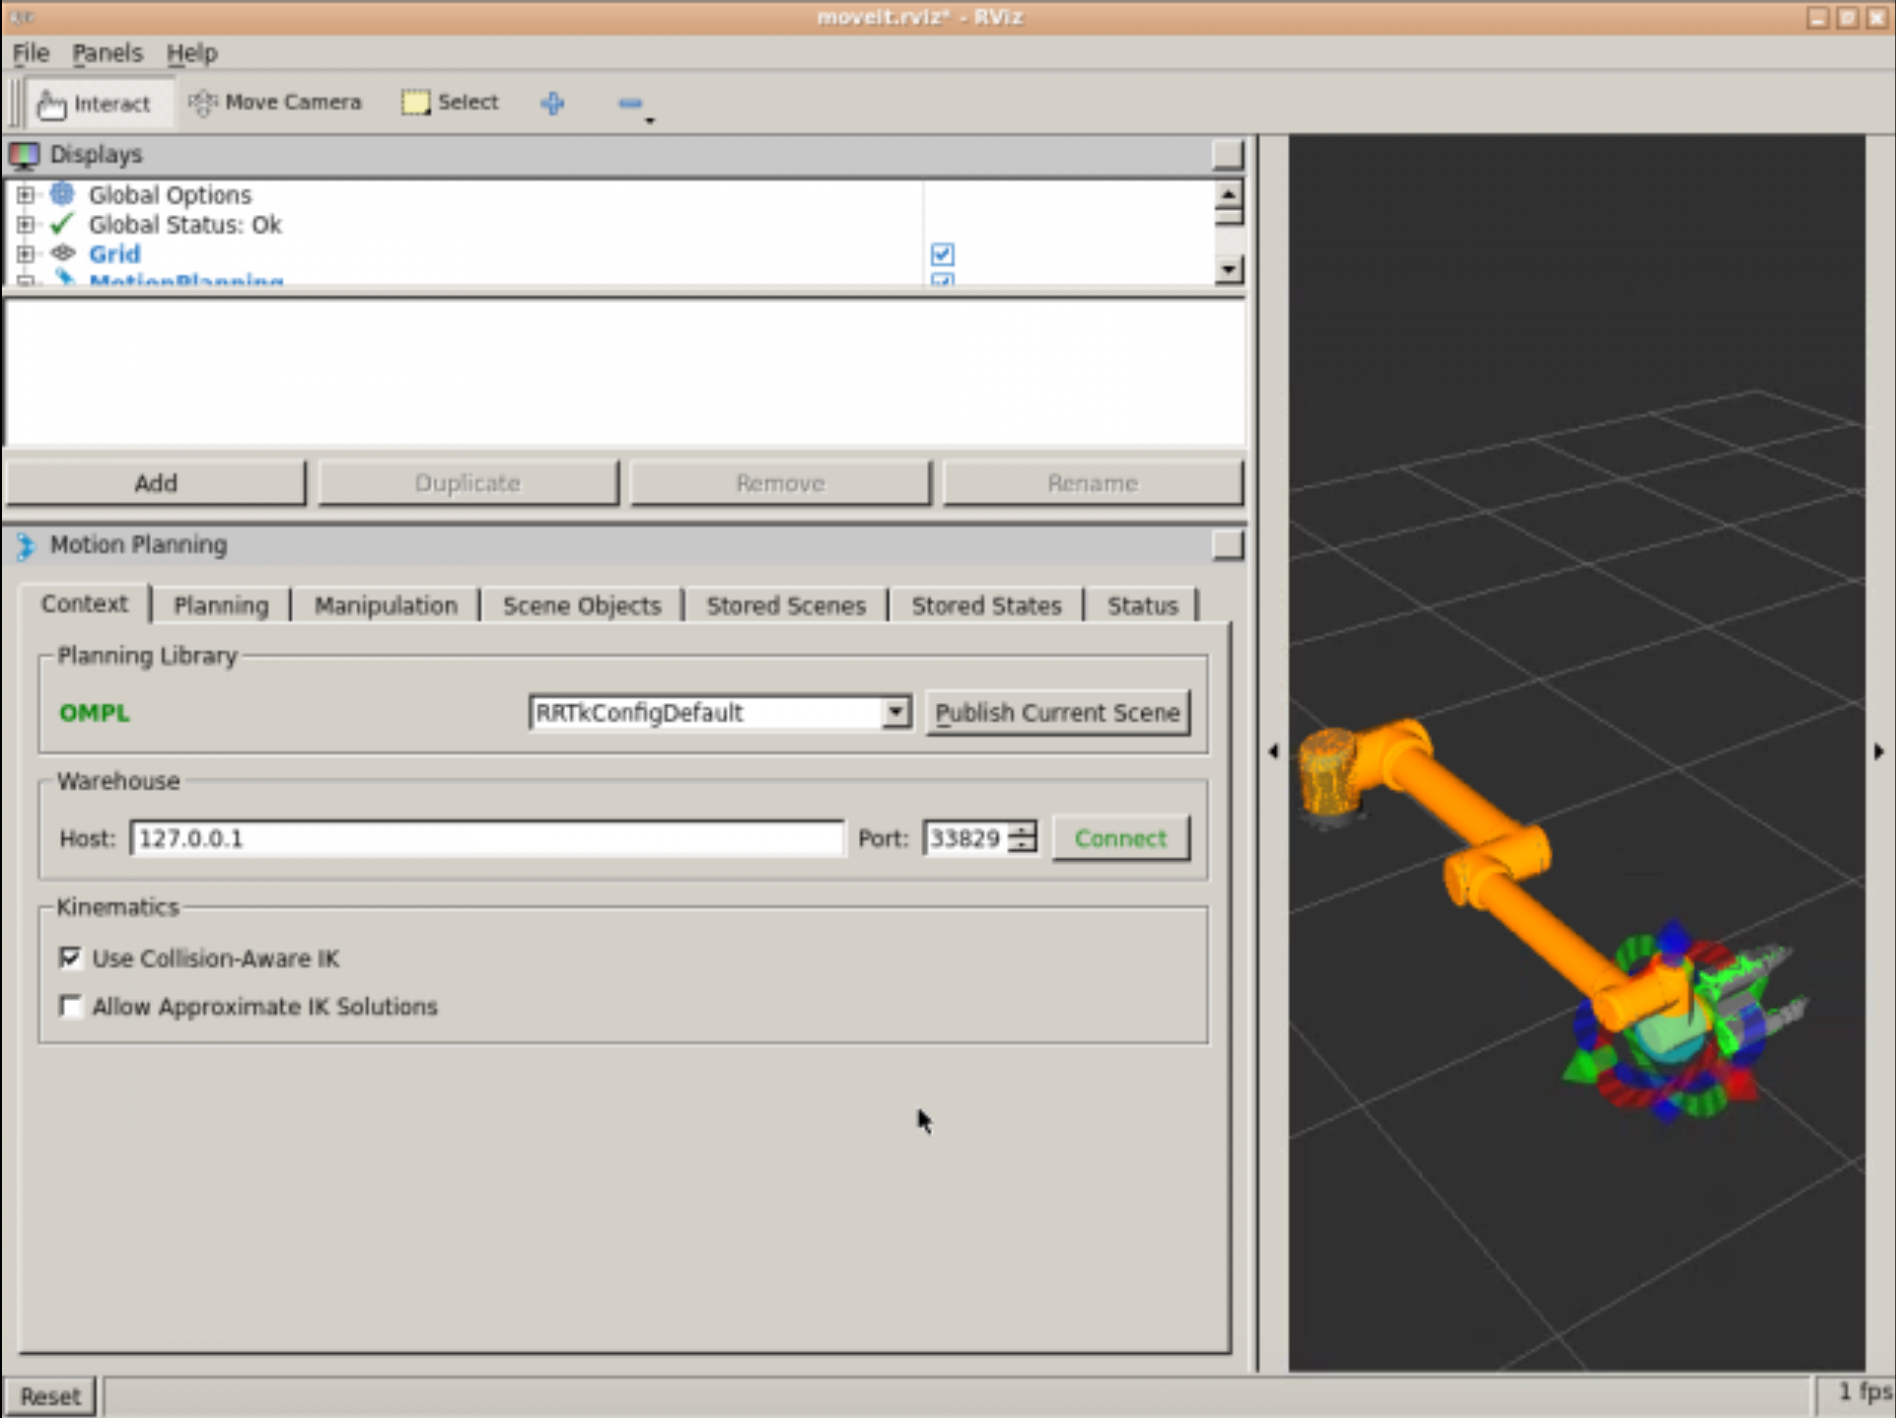 moveit.rviz* - RViz
File Panels Help
Interact Move Camera Select
Displays
Global Options
Global Status: Ok
Grid
MotionPlanning
Add Duplicate Remove Rename
Motion Planning
Context Planning Manipulation Scene Objects Stored Scenes Stored States Status
Planning Library
OMPL RRTkConfigDefault Publish Current Scene
Warehouse
Host: 127.0.0.1 Port: 33829 Connect
Kinematics
Use Collision-Aware IK
Allow Approximate IK Solutions
Reset 1 fps